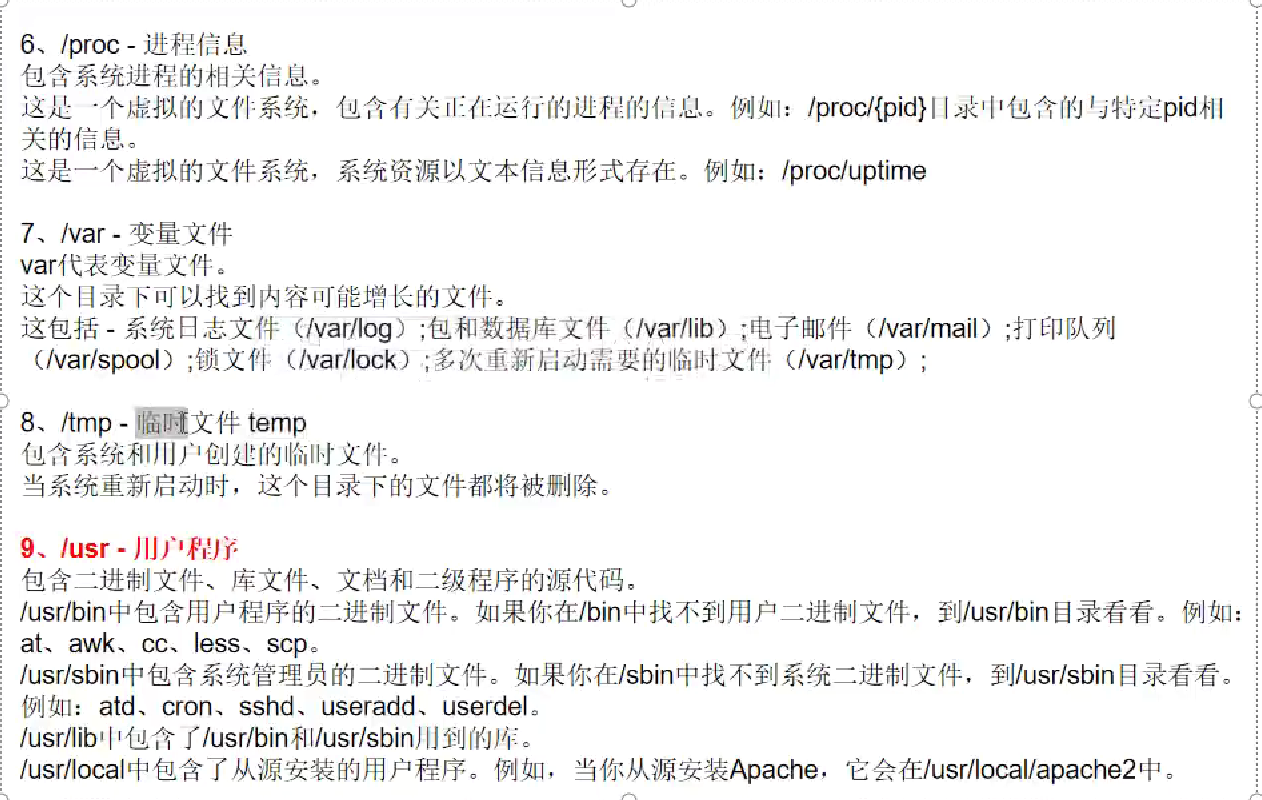 6、/proc - 进程信息
包含系统进程的相关信息。
这是一个虚拟的文件系统，包含有关正在运行的进程的信息。例如：/proc/{pid}目录中包含的与特定pid相
关的信息。
这是一个虚拟的文件系统，系统资源以文本信息形式存在。例如：/proc/uptime
7、/var - 变量文件
var代表变量文件。
这个目录下可以找到内容可能增长的文件。
这包括 - 系统日志文件（/var/log）;包和数据库文件（/var/lib）;电子邮件（/var/mail）;打印队列
（/var/spool）;锁文件（/var/lock）;多次重新启动需要的临时文件（/var/tmp）;
8、/tmp - 临时文件 temp
包含系统和用户创建的临时文件。
当系统重新启动时，这个目录下的文件都将被删除。
9、/usr - 用户程序
包含二进制文件、库文件、文档和二级程序的源代码。
/usr/bin中包含用户程序的二进制文件。如果你在/bin中找不到用户二进制文件，到/usr/bin目录看看。例如：
at、awk、cc、less、scp。
/usr/sbin中包含系统管理员的二进制文件。如果你在/sbin中找不到系统二进制文件，到/usr/sbin目录看看。
例如：atd、cron、sshd、useradd、userdel。
/usr/lib中包含了/usr/bin和/usr/sbin用到的库。
/usr/local中包含了从源安装的用户程序。例如，当你从源安装Apache，它会在/usr/local/apache2中。